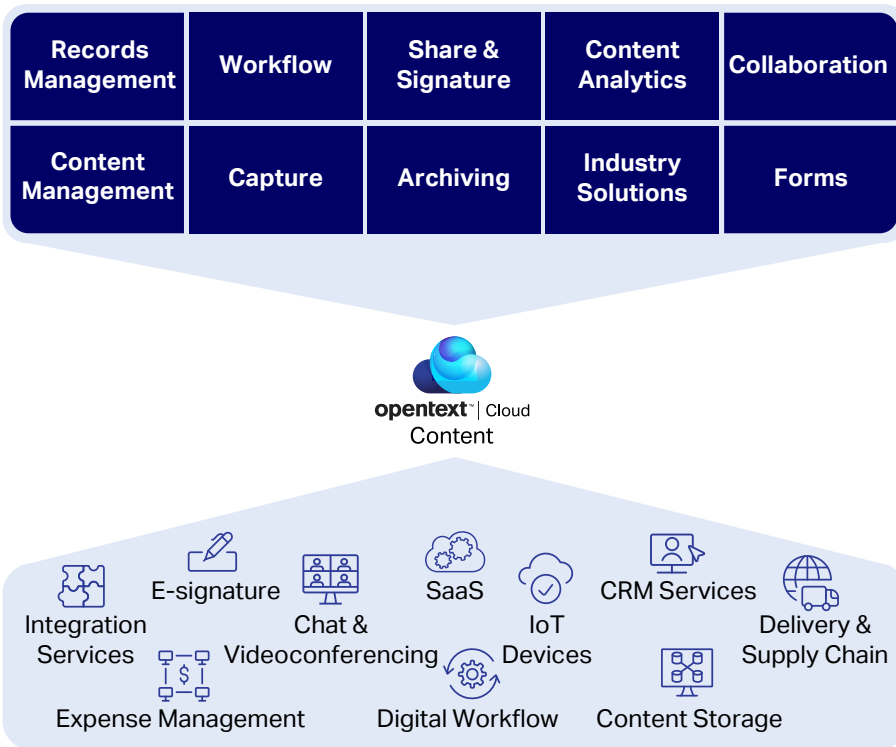 Records
Management
Workflow
Share &
Signature
Content
Analytics
Collaboration
Content
Management
Capture
Archiving
Industry
Solutions
Forms
opentext™ | Cloud
Content
E-signature
SaaS
CRM Services
Integration
Services
Chat &
Videoconferencing
IoT
Devices
Delivery &
Supply Chain
$
Expense Management
Digital Workflow
Content Storage